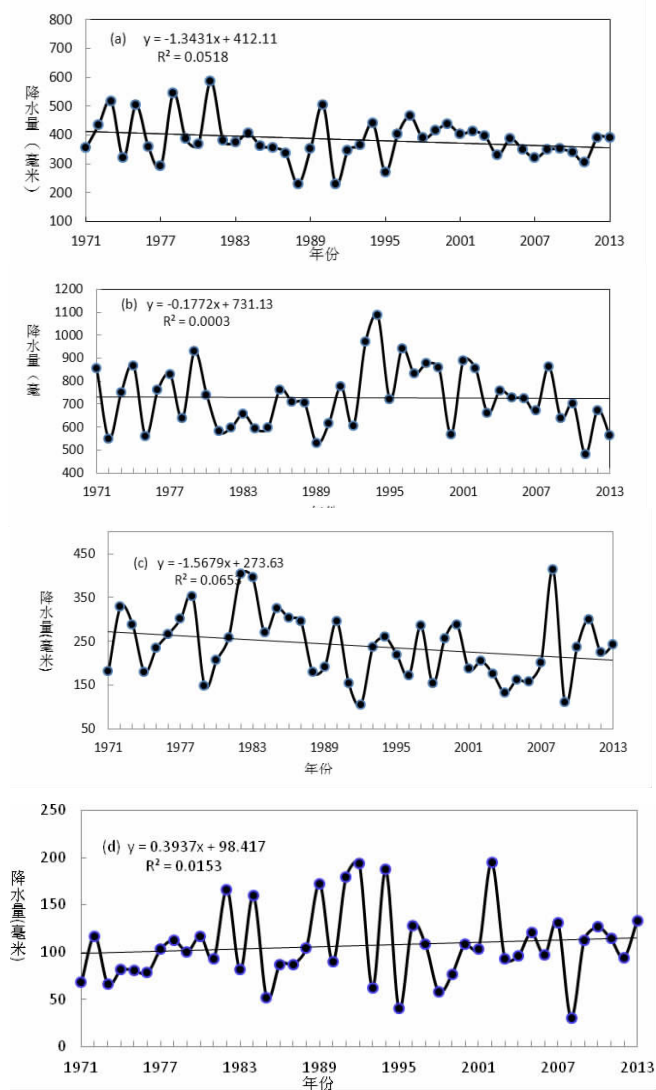 800
700
600
500
400
300
200
100
降水量（毫米）
(a) y = -1.3431x + 412.11
R² = 0.0518
1971 1977 1983 1989 1995 2001 2007 2013
年份
1200
1100
1000
900
800
700
600
500
400
降水量（毫
(b) y = -0.1772x + 731.13
R² = 0.0003
1971 1977 1983 1989 1995 2001 2007 2013
450
350
250
150
50
降水量(毫米)
(c) y = -1.5679x + 273.63
R² = 0.0653
1971 1977 1983 1989 1995 2001 2007 2013
年份
250
200
150
100
50
0
降水量(毫米)
(d) y = 0.3937x + 98.417
R² = 0.0153
1971 1977 1983 1989 1995 2001 2007 2013
年份